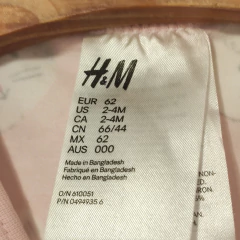 H&M
EUR 62
US 2-4M
CA 2-4M
CN 66/44
MX 62
AUS 000
Made in Bangladesh
Fabriqué en Bangladesh
Hecho en Bangladesh
O/N 610051
P/N 0494935.6